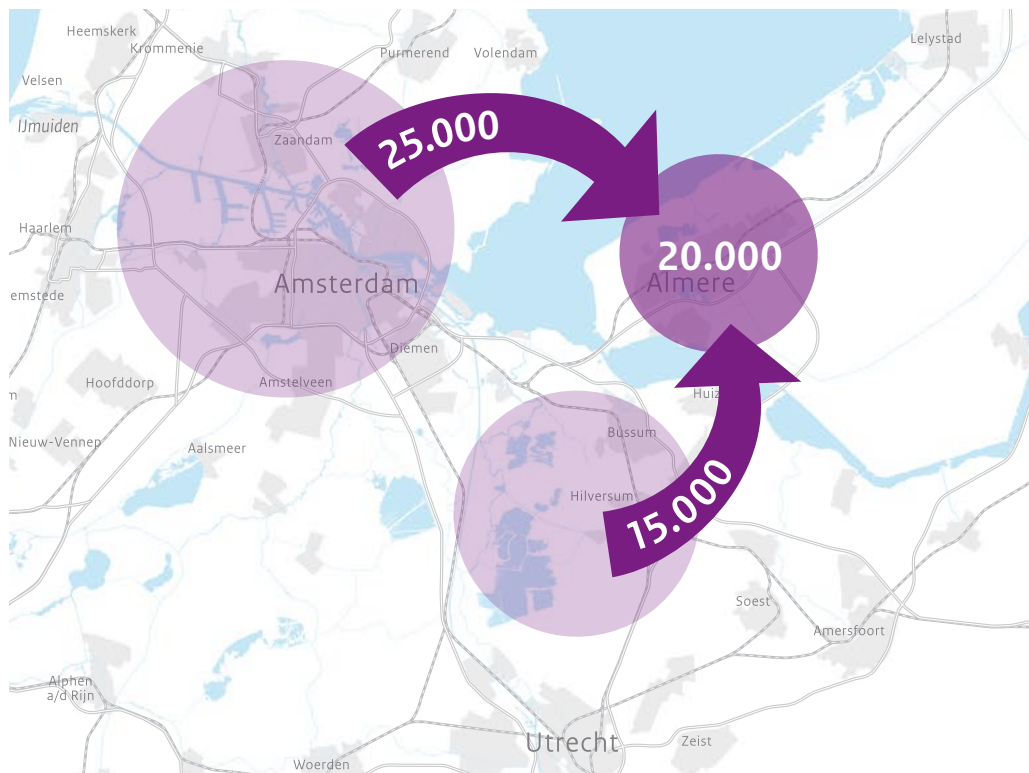 Heemskerk
Krommenie
Purmerend
Volendam
Lelystad
Velsen
IJmuiden
25.000
Zaandam
Haarlem
20.000
Almere
Amsterdam
emstede
Diemen
Hoofddorp
Amstelveen
m
Huiz
Nieuw-Vennep
Bussum
Aalsmeer
Hilversum
15.000
Soest
Amersfoort
Alphen
a/d Rijn
Utrecht
Zeist
Woerden